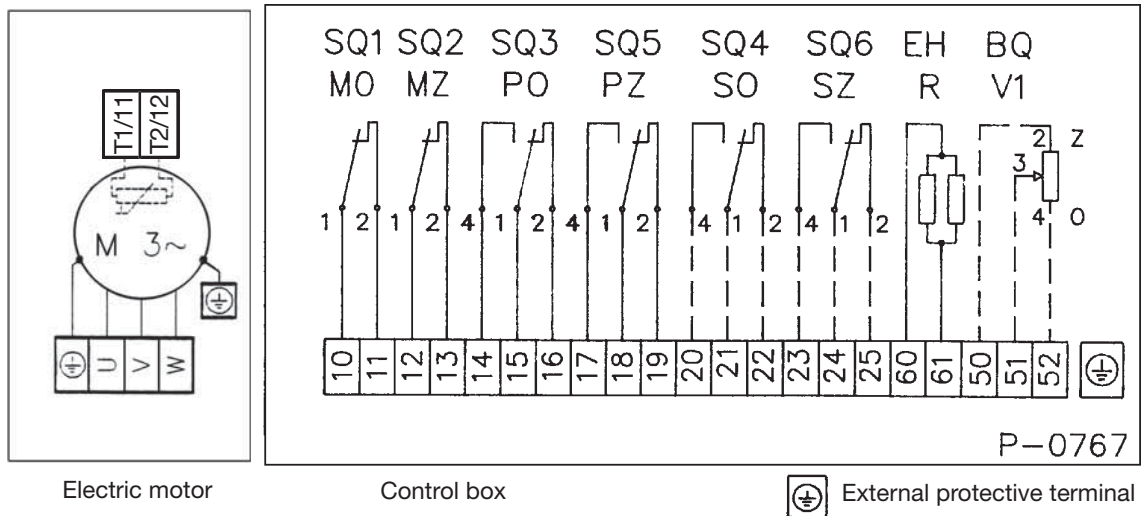 T1/11 T2/12
M 3~
U V W
SQ1 SQ2 SQ3 SQ5 SQ4 SQ6 EH BQ
MO MZ PO PZ SO SZ R V1
2 Z
3
4 O
1 2 1 2 4 1 2 4 1 2 4 1 2 4 1 2
10 11 12 13 14 15 16 17 18 19 20 21 22 23 24 25 60 61 50 51 52
P-0767
Electric motor
Control box
External protective terminal